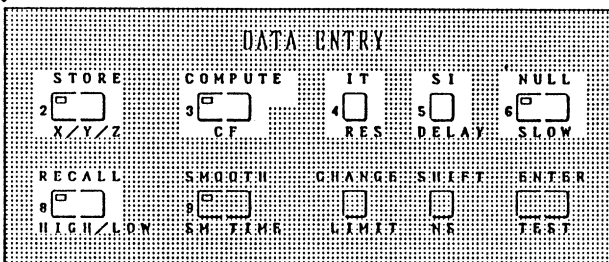 DATA ENTRY
STORE COMPUTE IT SI NULL
2 3 4 5 6
X/Y/Z CF RES DELAY SLOW
RECALL SMOOTH CHANGE SHIFT ENTER
8 9
HIGH/LOW SM TIME LIMIT NS TEST